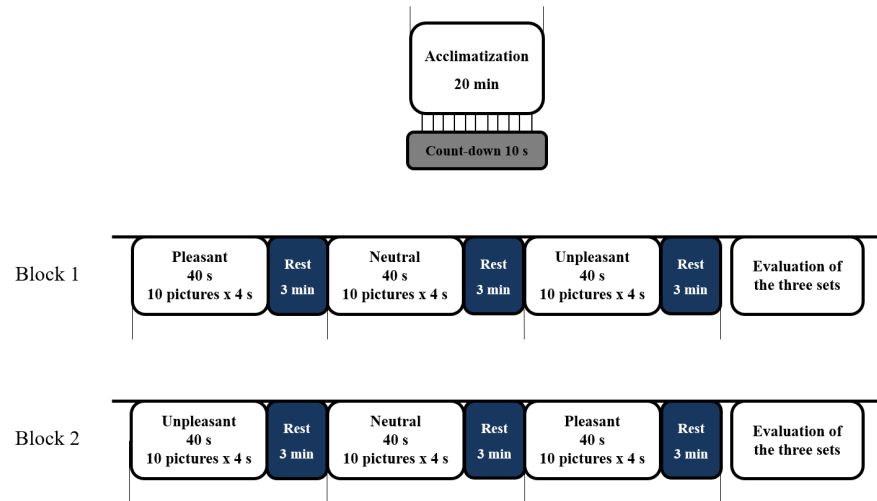 Acclimatization
20 min
Count-down 10 s
Block 1
Pleasant
40 s
10 pictures x 4 s
Rest
3 min
Neutral
40 s
10 pictures x 4 s
Rest
3 min
Unpleasant
40 s
10 pictures x 4 s
Rest
3 min
Evaluation of
the three sets
Block 2
Unpleasant
40 s
10 pictures x 4 s
Rest
3 min
Neutral
40 s
10 pictures x 4 s
Rest
3 min
Pleasant
40 s
10 pictures x 4 s
Rest
3 min
Evaluation of
the three sets